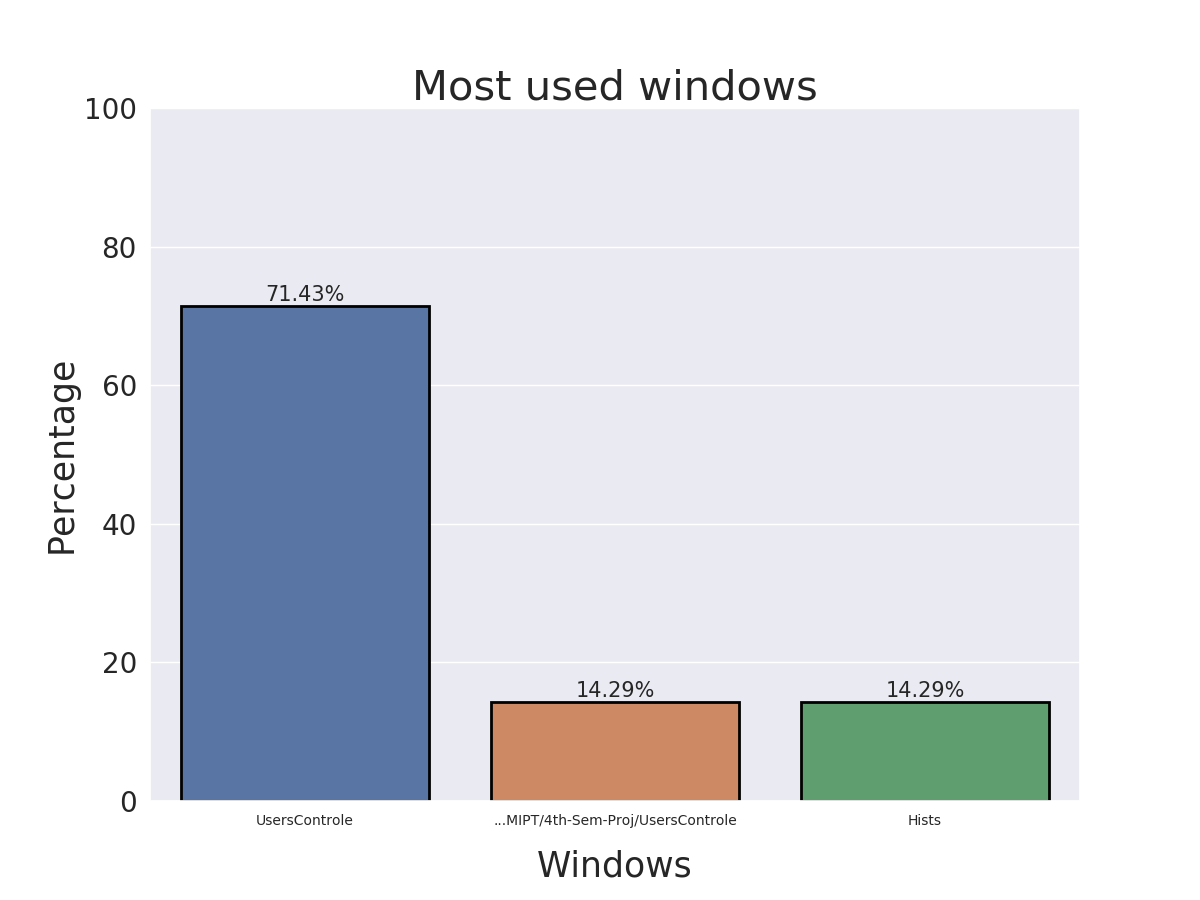 Most used windows
100
80
60
40
20
0
Percentage
71.43%
14.29%
14.29%
UsersControle
...MIPT/4th-Sem-Proj/UsersControle
Hists
Windows